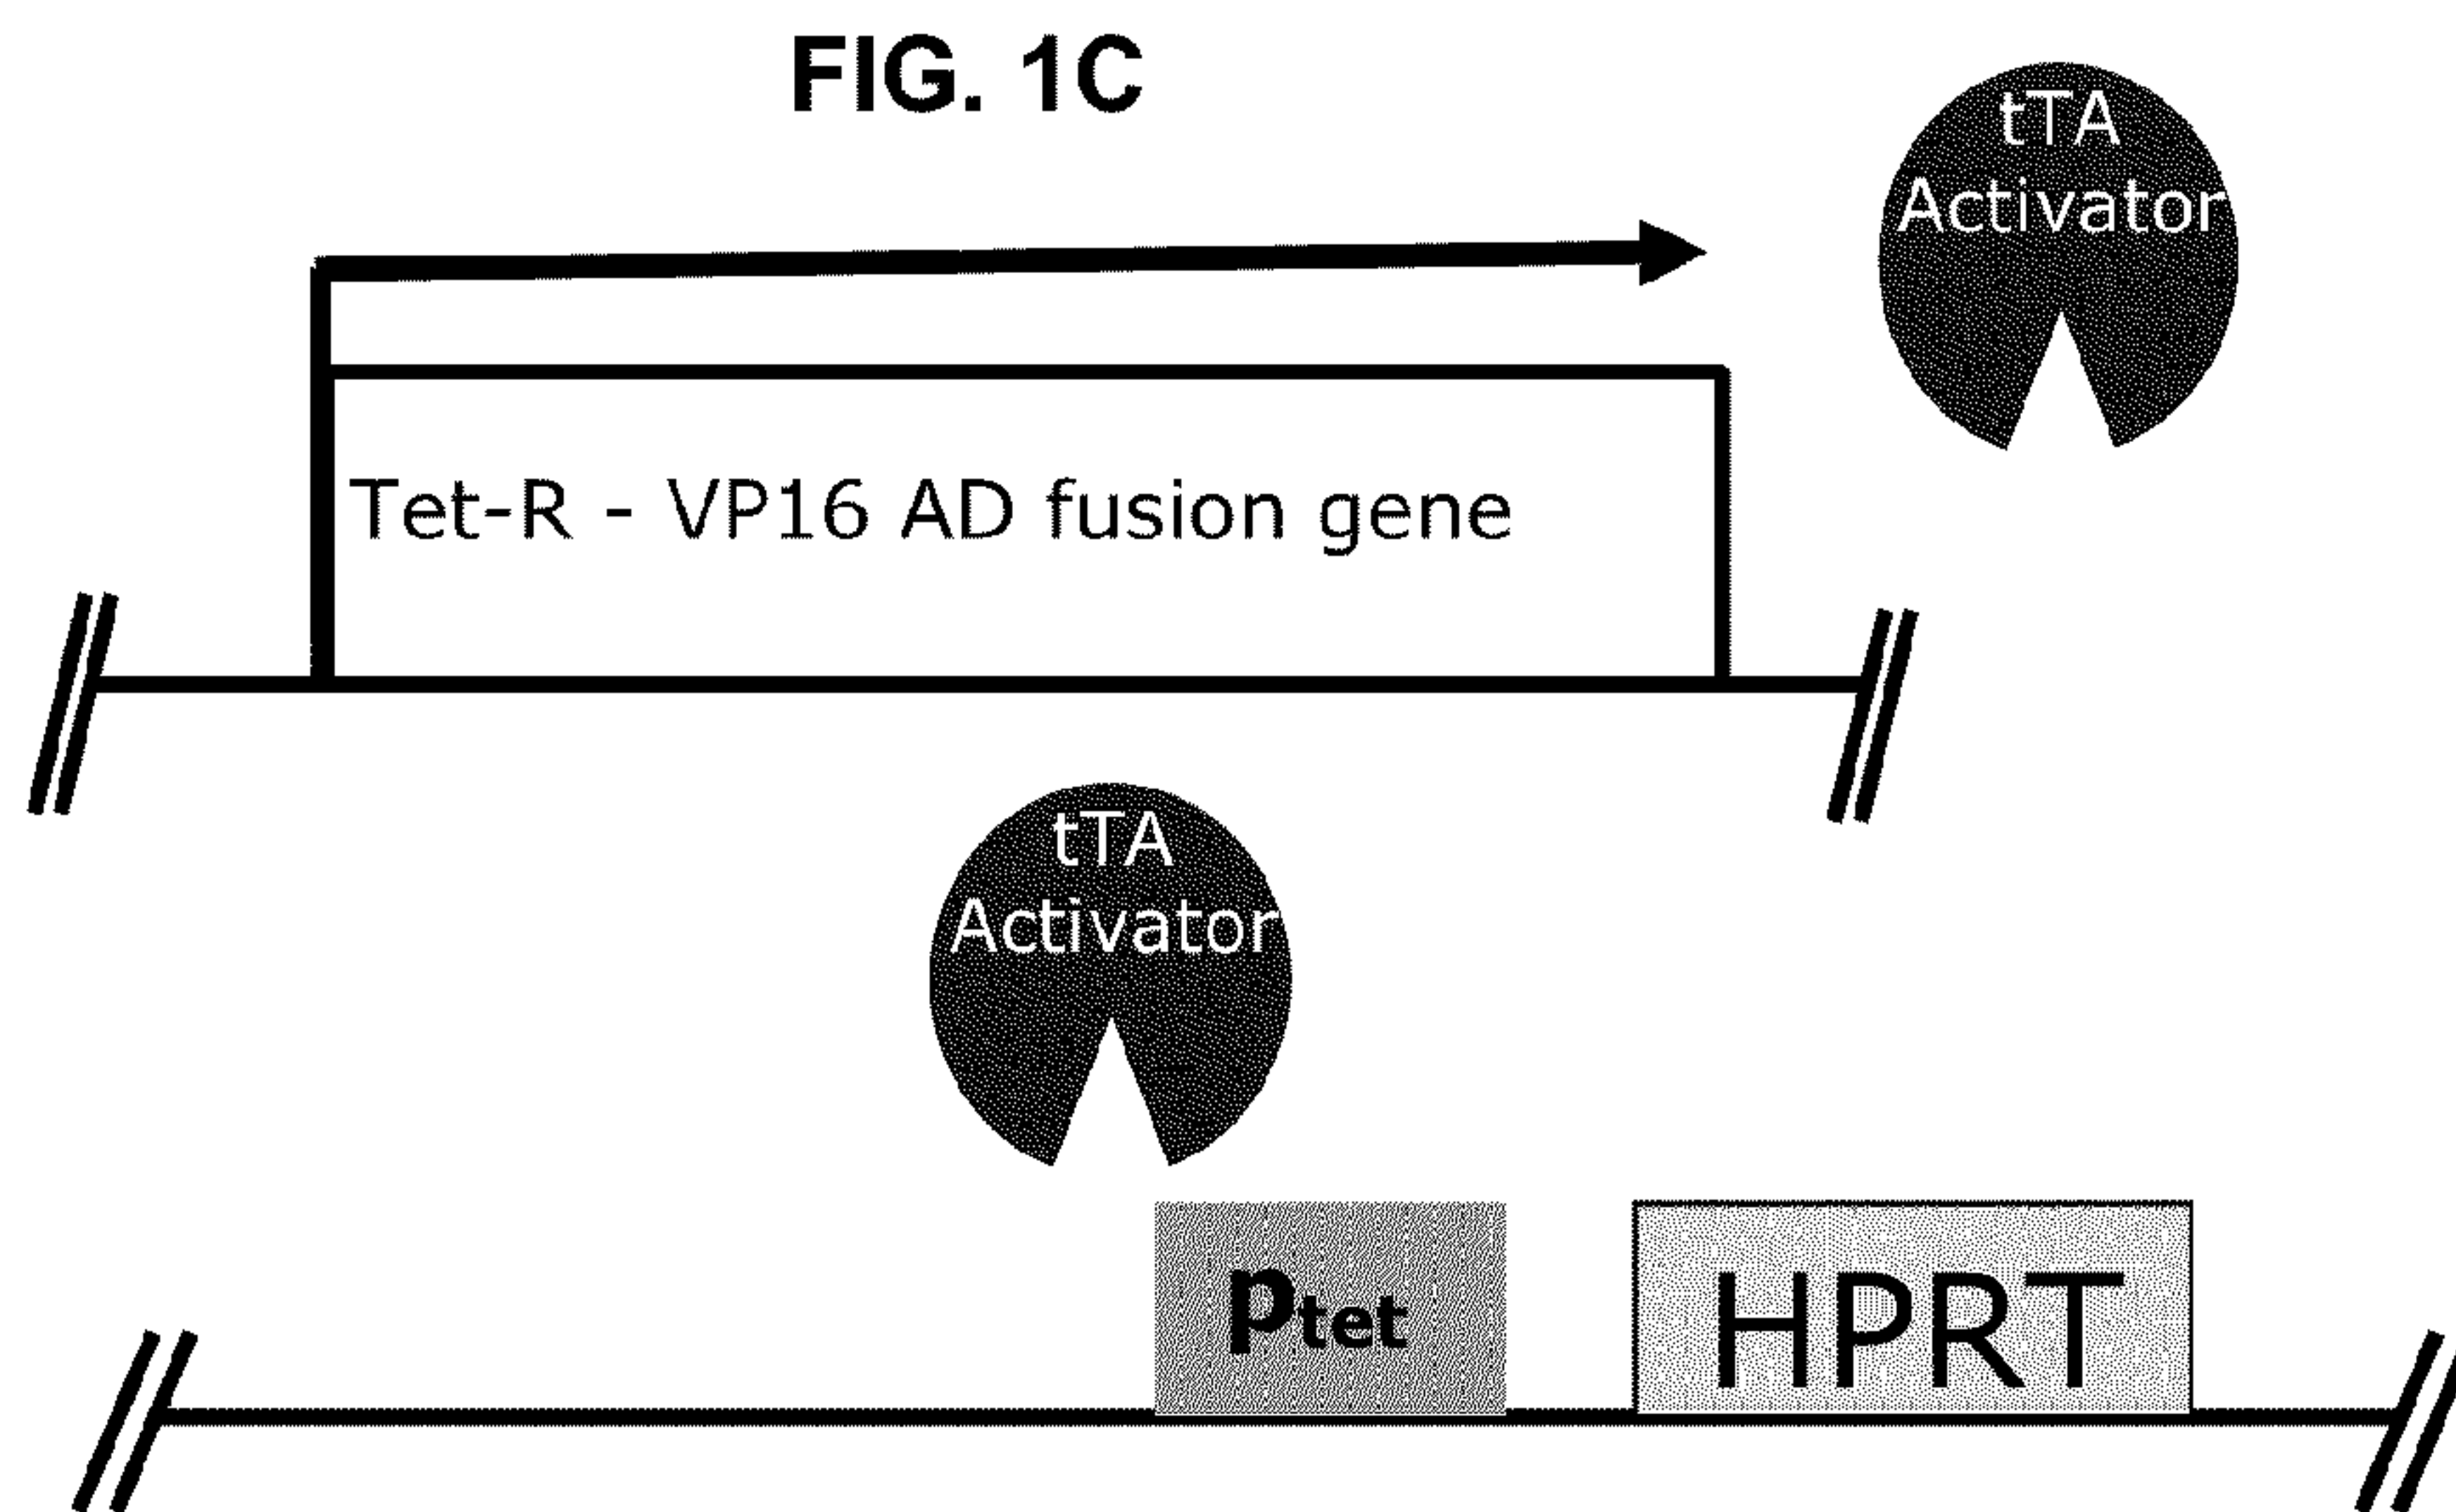 FIG. 1C
tTA
Activator
Tet-R - VP16 AD fusion gene
tTA
Activator
ptet
HPRT